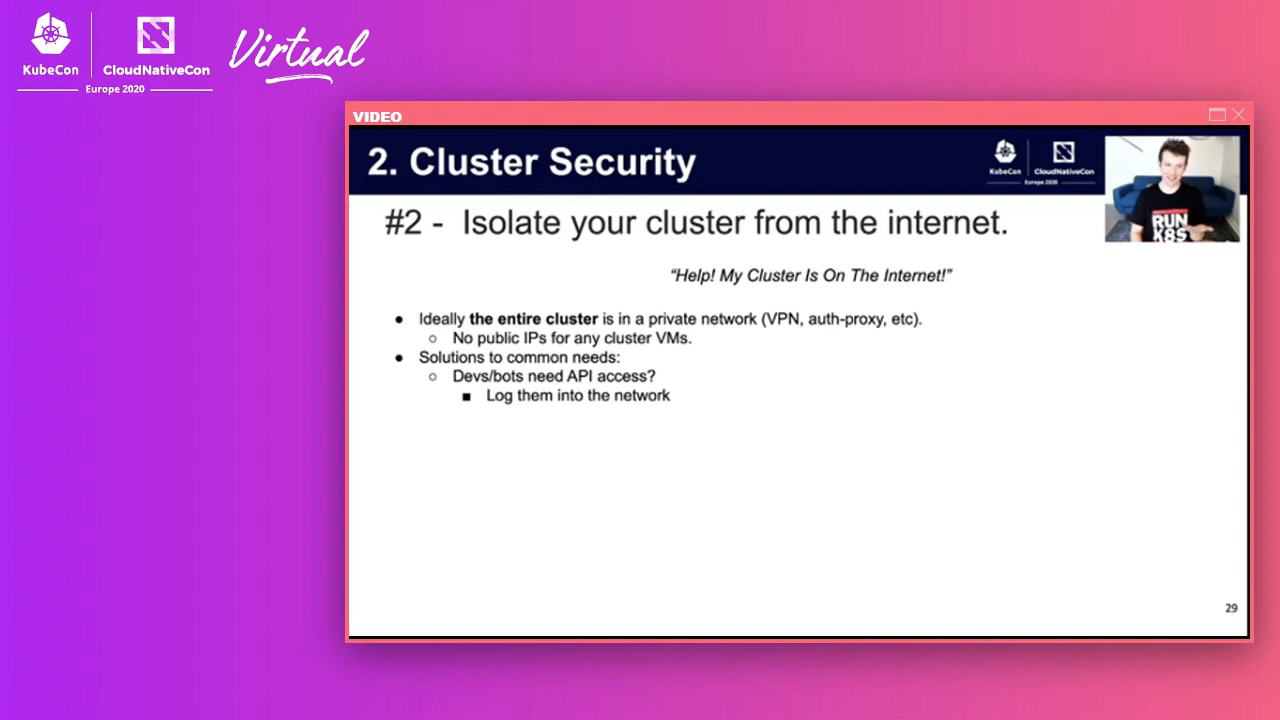 KubeCon
CloudNativeCon
Europe 2020
Virtual
VIDEO
2. Cluster Security
KubeCon
CloudNativeCon
Europe 2020
RUN
K8S
#2 - Isolate your cluster from the internet.
“Help! My Cluster Is On The Internet!”
● Ideally the entire cluster is in a private network (VPN, auth-proxy, etc).
○ No public IPs for any cluster VMs.
● Solutions to common needs:
○ Devs/bots need API access?
■ Log them into the network
29